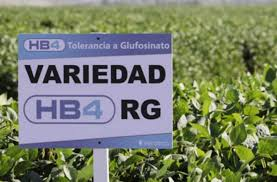 HB4 Tolerancia a Glufosinato
VARIEDAD
HB4 RG